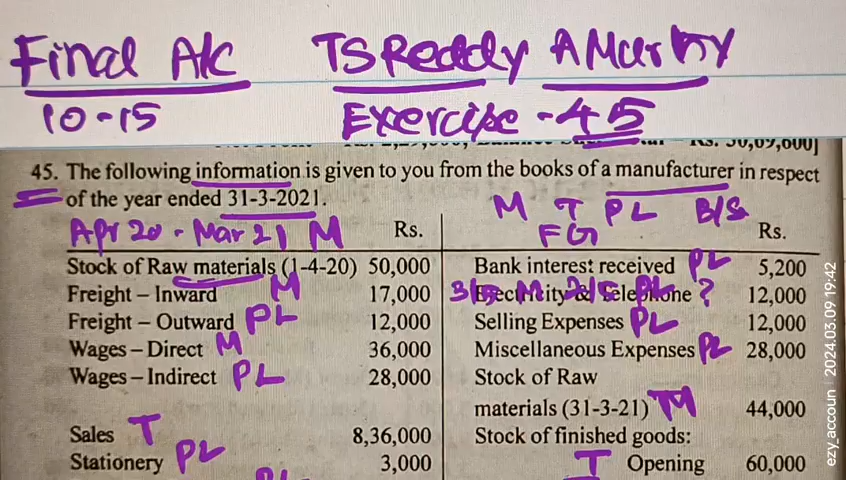 Final A/C TS Reddy A Murthy
10-15 Exercise - 45
45. The following information is given to you from the books of a manufacturer in respect
of the year ended 31-3-2021.
M T PL B/S
Apr 20 - Mar 21 M Rs. FG Rs.
Stock of Raw materials (1-4-20) 50,000 Bank interest received PL 5,200
Freight – Inward M 17,000 3/5 M 2/5 PL Electricity & Telephone ? 12,000
Freight – Outward PL 12,000 Selling Expenses PL 12,000
Wages – Direct M 36,000 Miscellaneous Expenses PL 28,000
Wages – Indirect PL 28,000 Stock of Raw
materials (31-3-21) M 44,000
Sales T 8,36,000 Stock of finished goods:
Stationery PL 3,000 T Opening 60,000
ezy_accoun | 2024.03.09 19:42